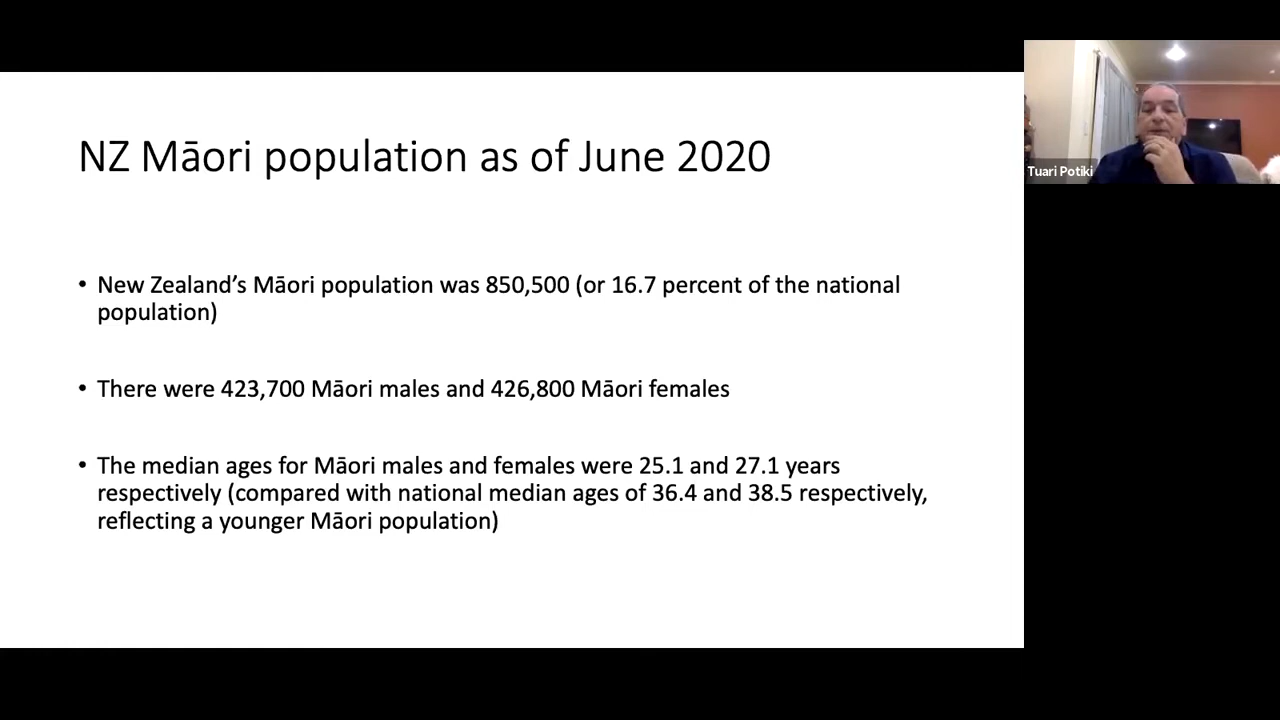 NZ Māori population as of June 2020
• New Zealand’s Māori population was 850,500 (or 16.7 percent of the national
population)
• There were 423,700 Māori males and 426,800 Māori females
• The median ages for Māori males and females were 25.1 and 27.1 years
respectively (compared with national median ages of 36.4 and 38.5 respectively,
reflecting a younger Māori population)
Tuari Potiki